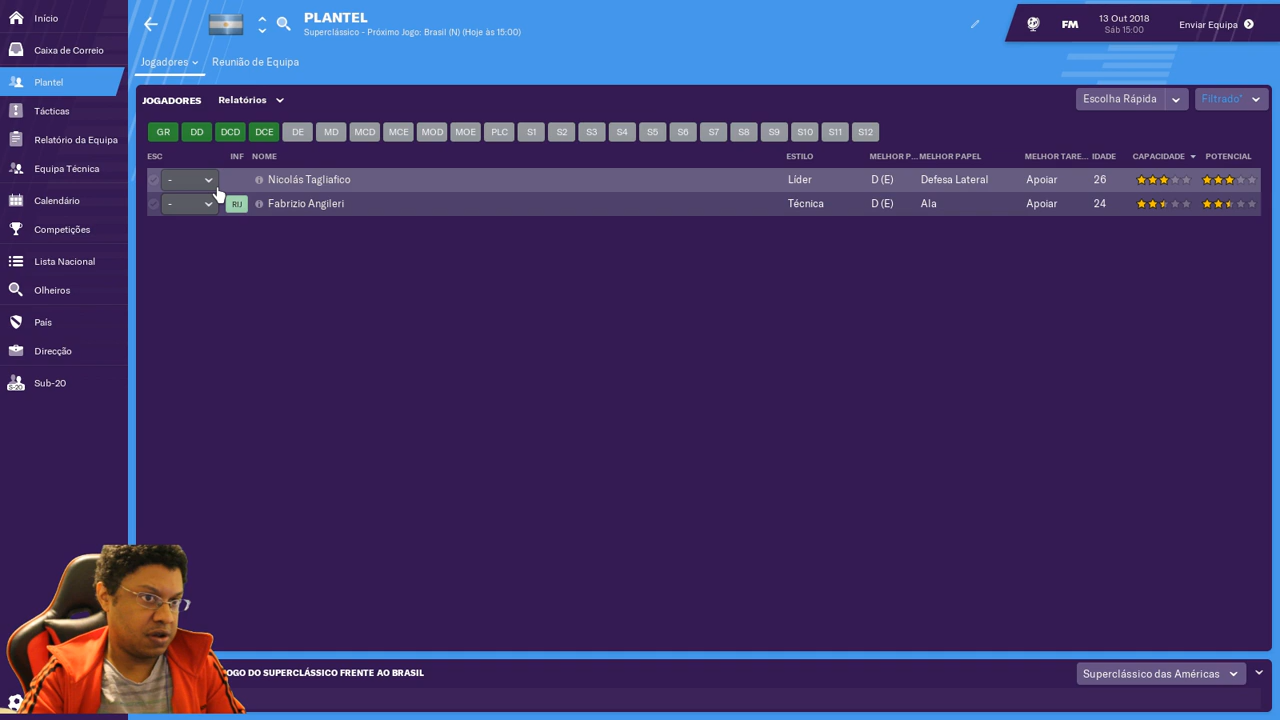 Início
Caixa de Correio
Plantel
Tácticas
Relatório da Equipa
Equipa Técnica
Calendário
Competições
Lista Nacional
Olheiros
País
Direcção
Sub-20
PLANTEL
Superclássico - Próximo Jogo: Brasil (N) (Hoje às 15:00)
FM
13 Out 2018
Sáb 15:00
Enviar Equipa
Jogadores
Reunião de Equipa
JOGADORES Relatórios
Escolha Rápida
Filtrado*
GR DD DCD DCE DE MD MCD MCE MOD MOE PLC S1 S2 S3 S4 S5 S6 S7 S8 S9 S10 S11 S12
ESC INF NOME ESTILO MELHOR P... MELHOR PAPEL MELHOR TARE... IDADE CAPACIDADE POTENCIAL
- Nicolás Tagliafico Líder D (E) Defesa Lateral Apoiar 26
- RIJ Fabrizio Angileri Técnica D (E) Ala Apoiar 24
OGO DO SUPERCLÁSSICO FRENTE AO BRASIL
Superclássico das Américas